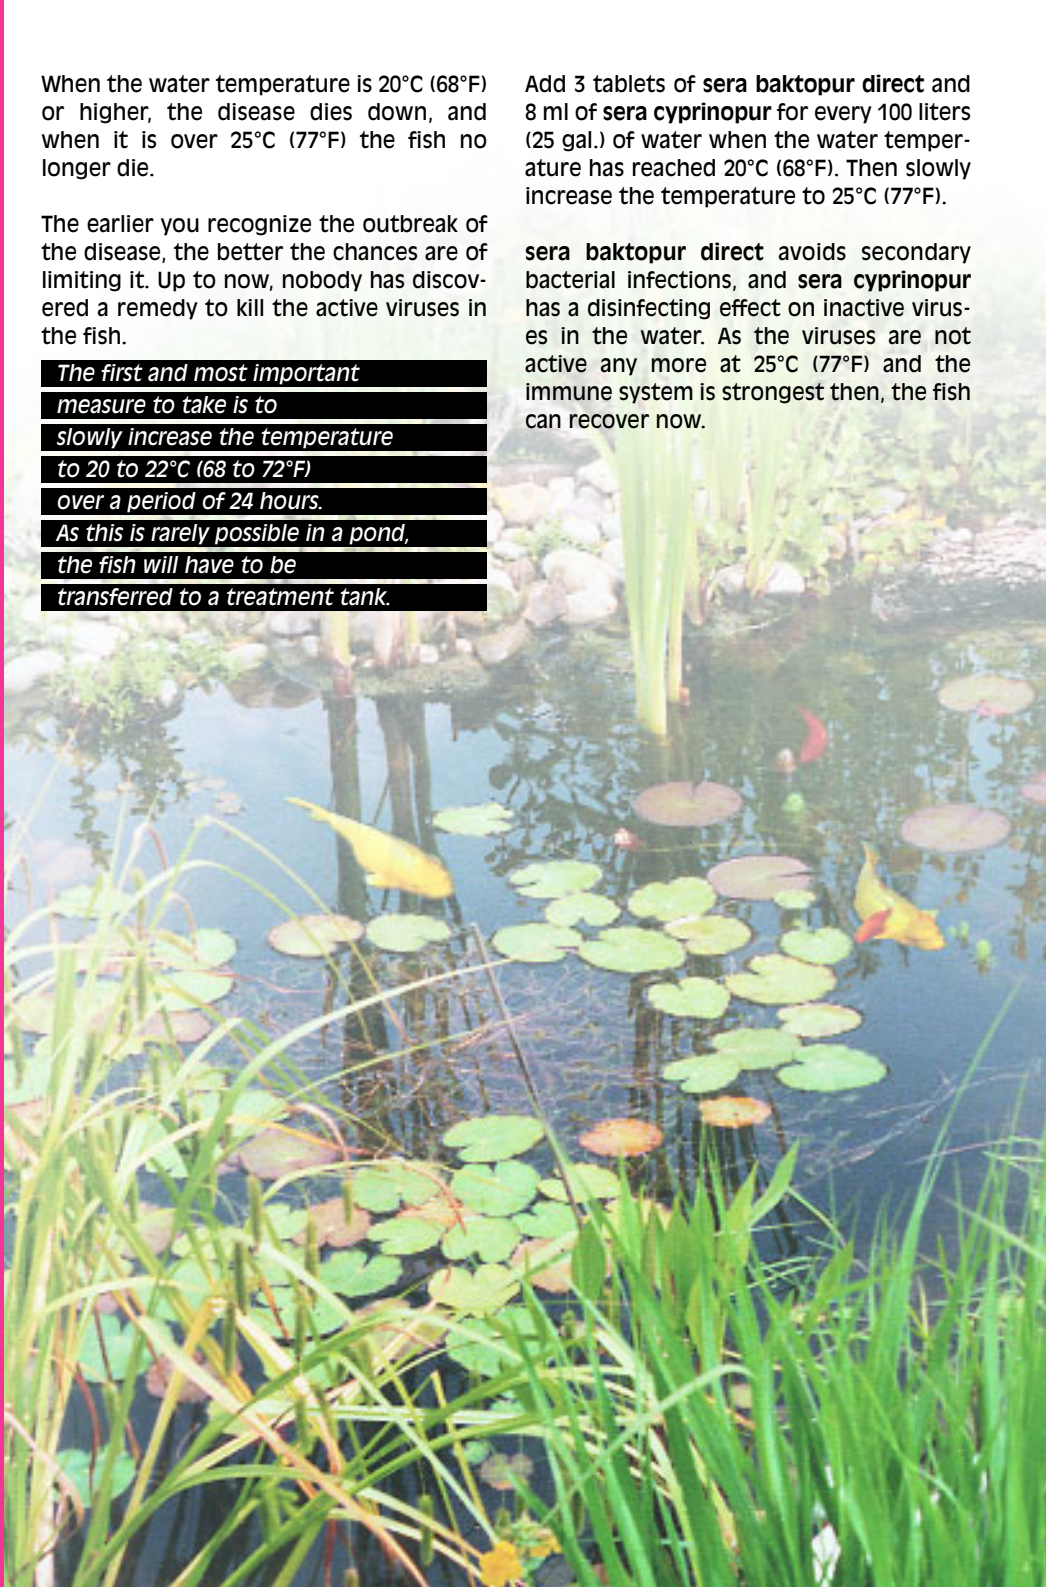 When the water temperature is 20°C (68°F)
or higher, the disease dies down, and
when it is over 25°C (77°F) the fish no
longer die.
The earlier you recognize the outbreak of
the disease, the better the chances are of
limiting it. Up to now, nobody has discov-
ered a remedy to kill the active viruses in
the fish.
The first and most important
measure to take is to
slowly increase the temperature
to 20 to 22°C (68 to 72°F)
over a period of 24 hours.
As this is rarely possible in a pond,
the fish will have to be
transferred to a treatment tank.
Add 3 tablets of sera baktopur direct and
8 ml of sera cyprinopur for every 100 liters
(25 gal.) of water when the water temper-
ature has reached 20°C (68°F). Then slowly
increase the temperature to 25°C (77°F).
sera baktopur direct avoids secondary
bacterial infections, and sera cyprinopur
has a disinfecting effect on inactive virus-
es in the water. As the viruses are not
active any more at 25°C (77°F) and the
immune system is strongest then, the fish
can recover now.